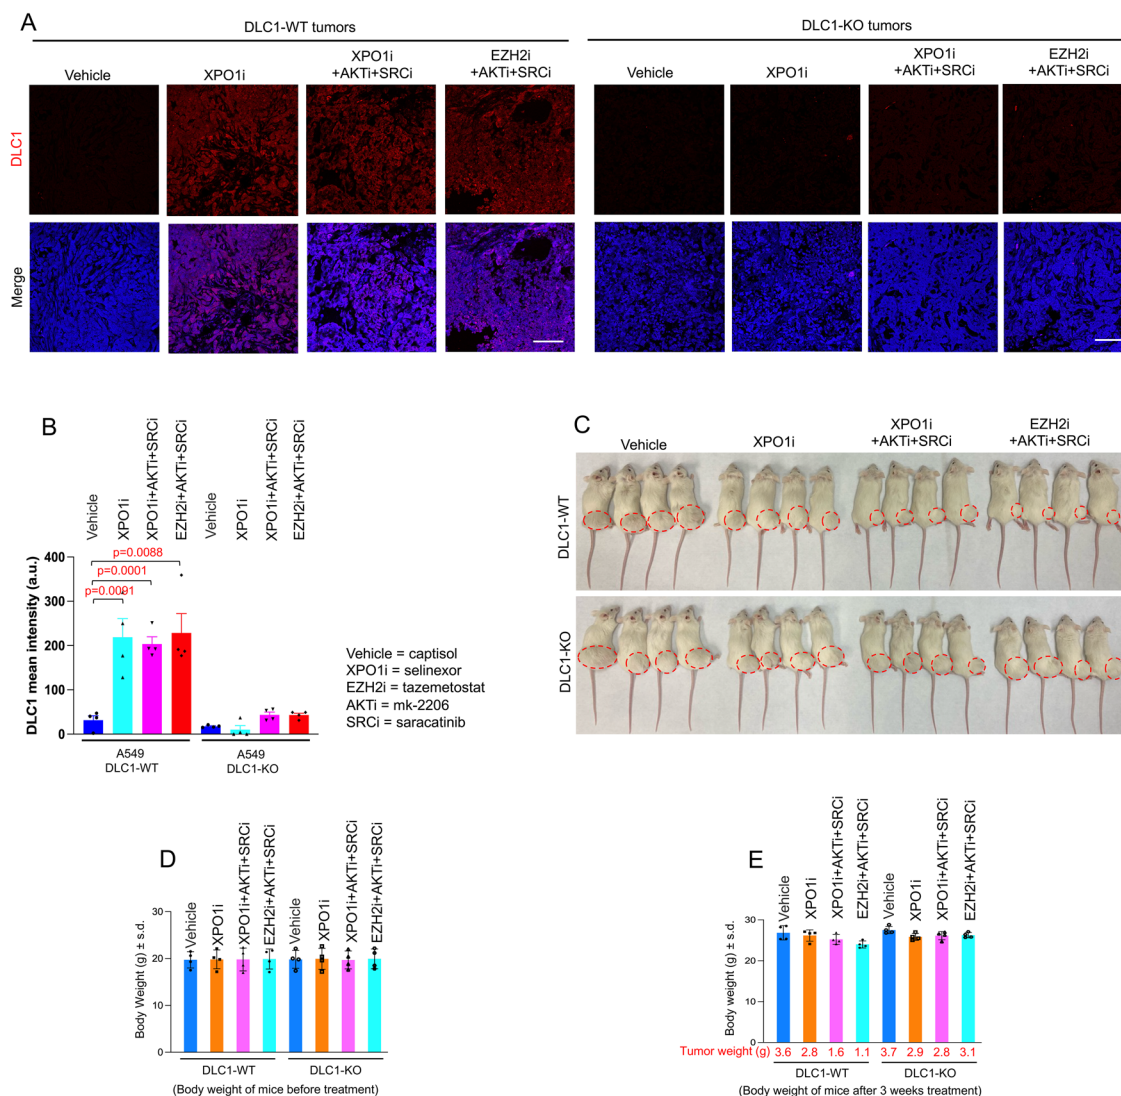 A
DLC1-WT tumors
DLC1-KO tumors
Vehicle
XPO1i
XPO1i
+AKTi+SRCi
EZH2i
+AKTi+SRCi
Vehicle
XPO1i
XPO1i
+AKTi+SRCi
EZH2i
+AKTi+SRCi
DLC1
Merge
B
Vehicle
XPO1i
XPO1i+AKTi+SRCi
EZH2i+AKTi+SRCi
Vehicle
XPO1i
XPO1i+AKTi+SRCi
EZH2i+AKTi+SRCi
DLC1 mean intensity (a.u.)
400
300
200
100
0
p=0.0088
p=0.0001
p=0.0091
A549
DLC1-WT
A549
DLC1-KO
Vehicle = captisol
XPO1i = selinexor
EZH2i = tazemetostat
AKTi = mk-2206
SRCi = saracatinib
C
Vehicle
XPO1i
XPO1i
+AKTi+SRCi
EZH2i
+AKTi+SRCi
DLC1-WT
DLC1-KO
D
Vehicle
XPO1i
XPO1i+AKTi+SRCi
EZH2i+AKTi+SRCi
Vehicle
XPO1i
XPO1i+AKTi+SRCi
EZH2i+AKTi+SRCi
Body Weight (g) ± s.d.
30
20
10
0
DLC1-WT
DLC1-KO
(Body weight of mice before treatment)
E
Vehicle
XPO1i
XPO1i+AKTi+SRCi
EZH2i+AKTi+SRCi
Vehicle
XPO1i
XPO1i+AKTi+SRCi
EZH2i+AKTi+SRCi
Body weight (g) ± s.d.
30
20
10
0
Tumor weight (g) 3.6 2.8 1.6 1.1 3.7 2.9 2.8 3.1
DLC1-WT
DLC1-KO
(Body weight of mice after 3 weeks treatment)